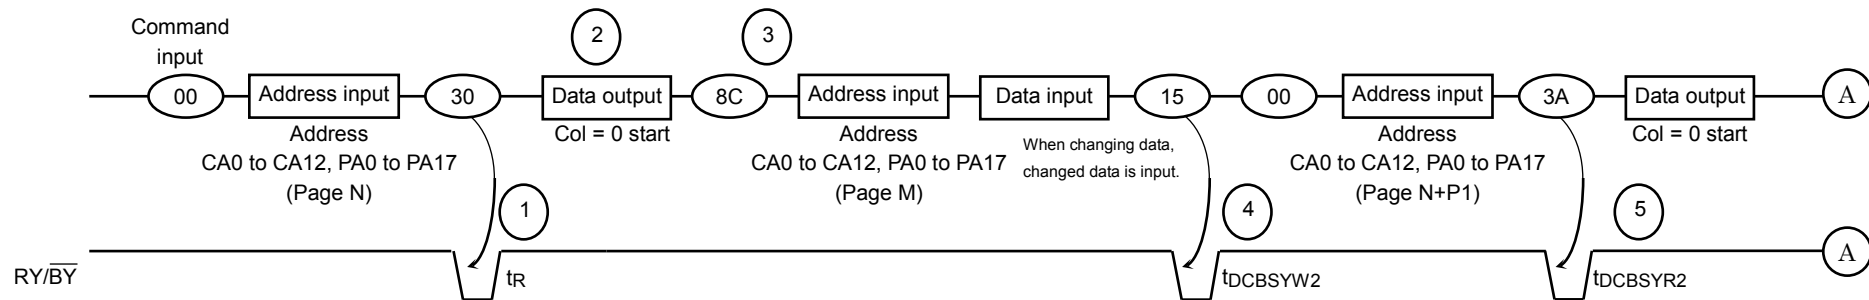 Command
input
2
3
00
Address input
30
Data output
8C
Address input
Data input
15
00
Address input
3A
Data output
A
Address
CA0 to CA12, PA0 to PA17
(Page N)
Col = 0 start
Address
CA0 to CA12, PA0 to PA17
(Page M)
When changing data,
changed data is input.
Address
CA0 to CA12, PA0 to PA17
(Page N+P1)
Col = 0 start
1
4
5
RY/BY
tR
tDCBSYW2
tDCBSYR2
A